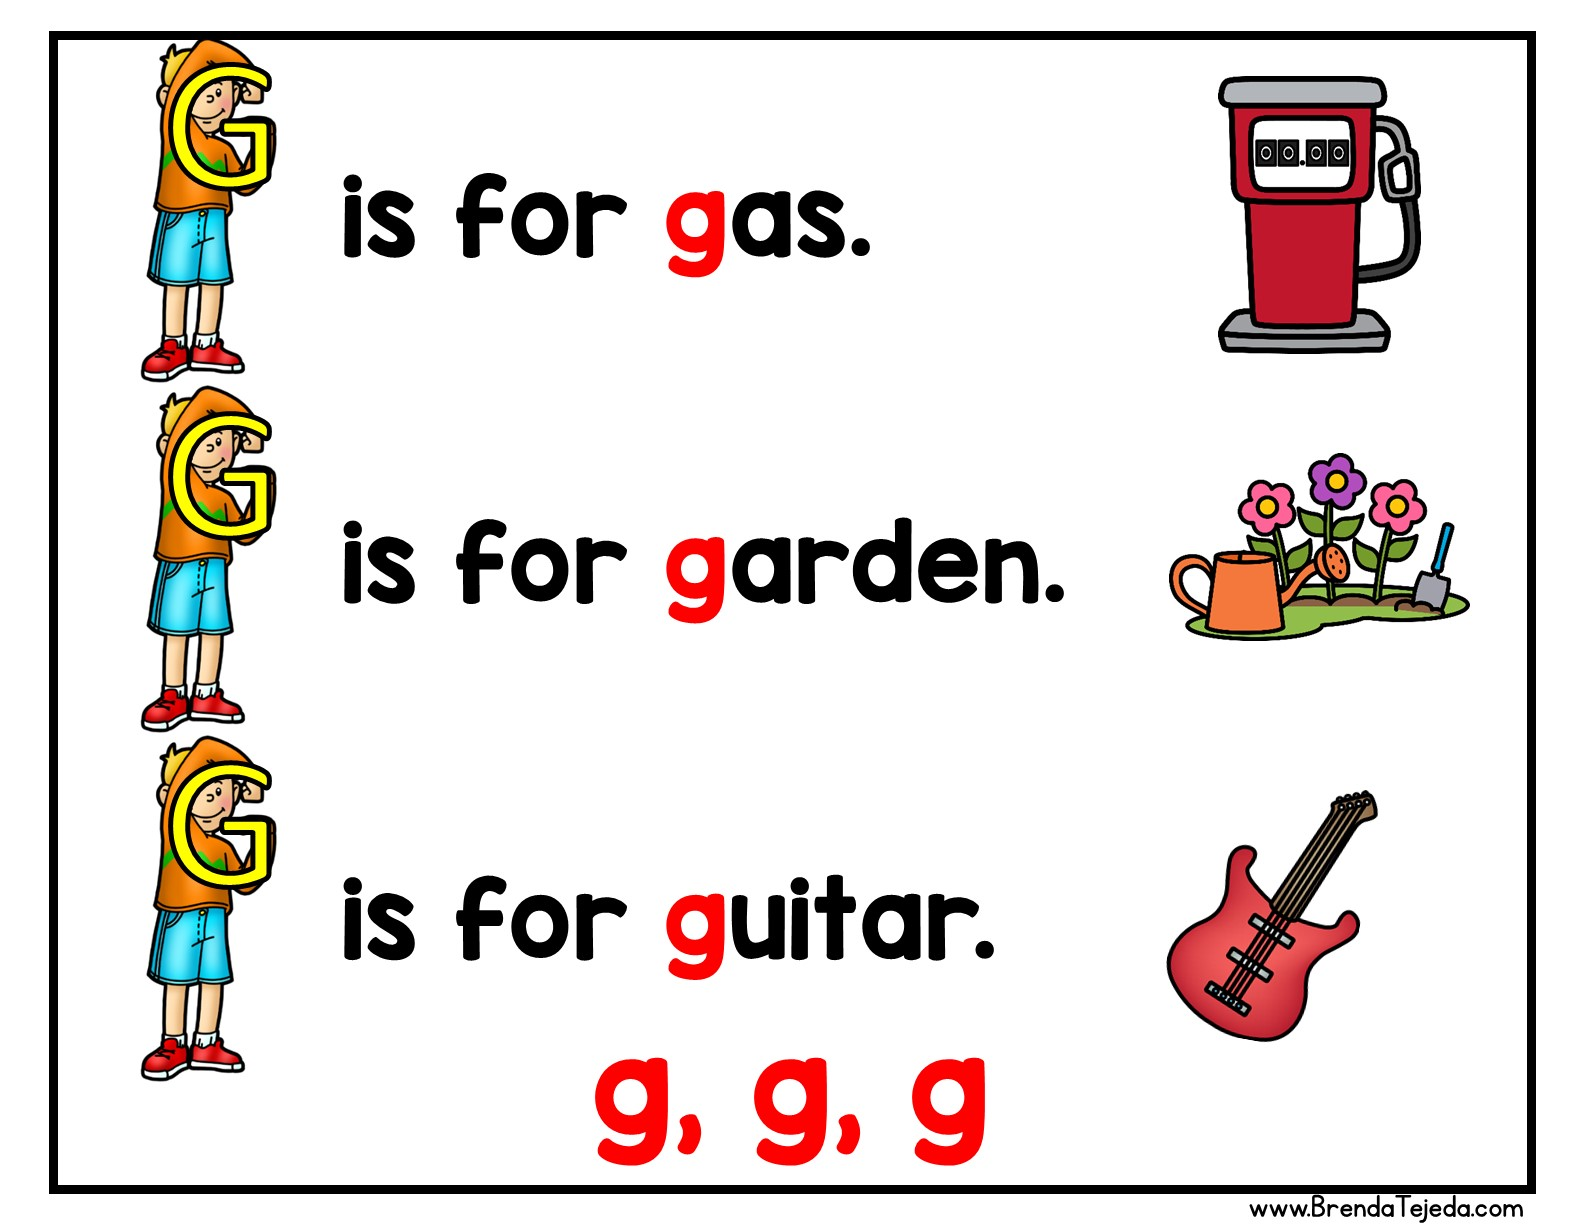 G is for gas.
00.00
G is for garden.
G is for guitar.
g, g, g
www.BrendaTejeda.com